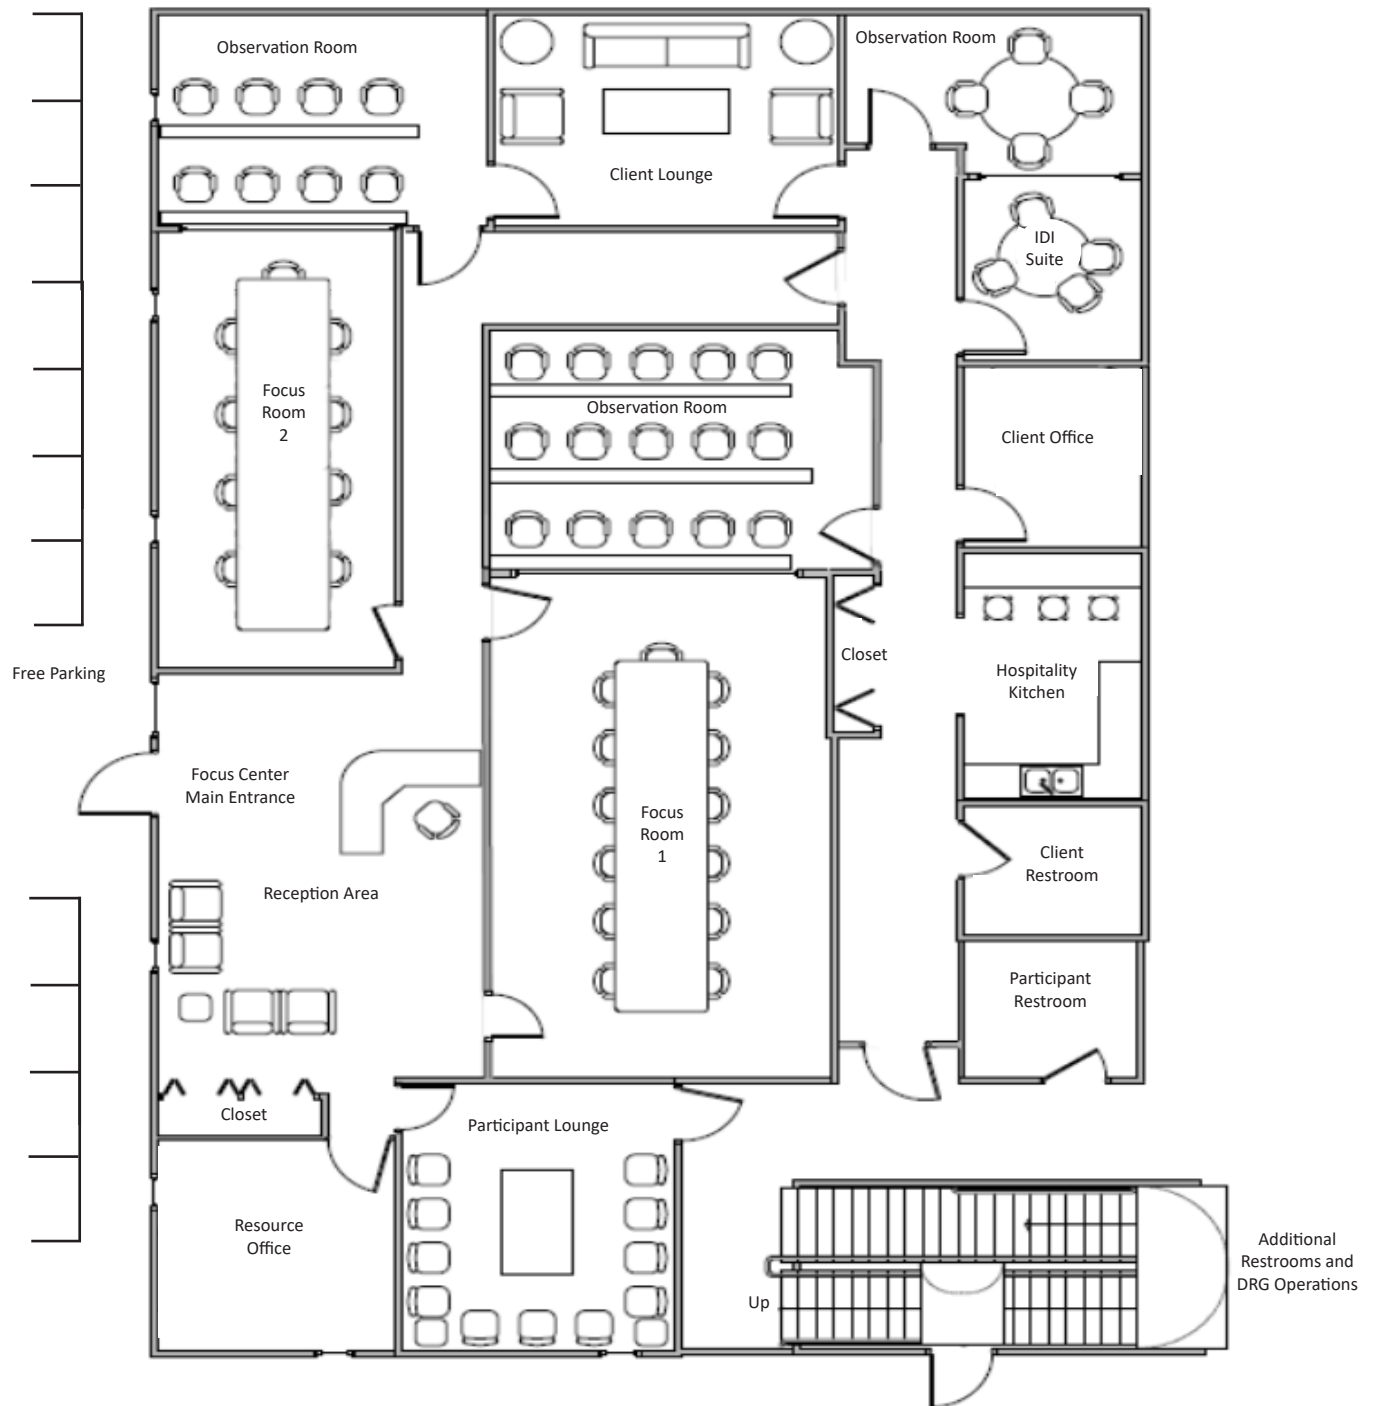 Observation Room
Observation Room
Client Lounge
IDI
Suite
Focus
Room
2
Observation Room
Client Office
Closet
Hospitality
Kitchen
Free Parking
Focus Center
Main Entrance
Focus
Room
1
Client
Restroom
Reception Area
Participant
Restroom
Closet
Participant Lounge
Resource
Office
Additional
Restrooms and
DRG Operations
Up